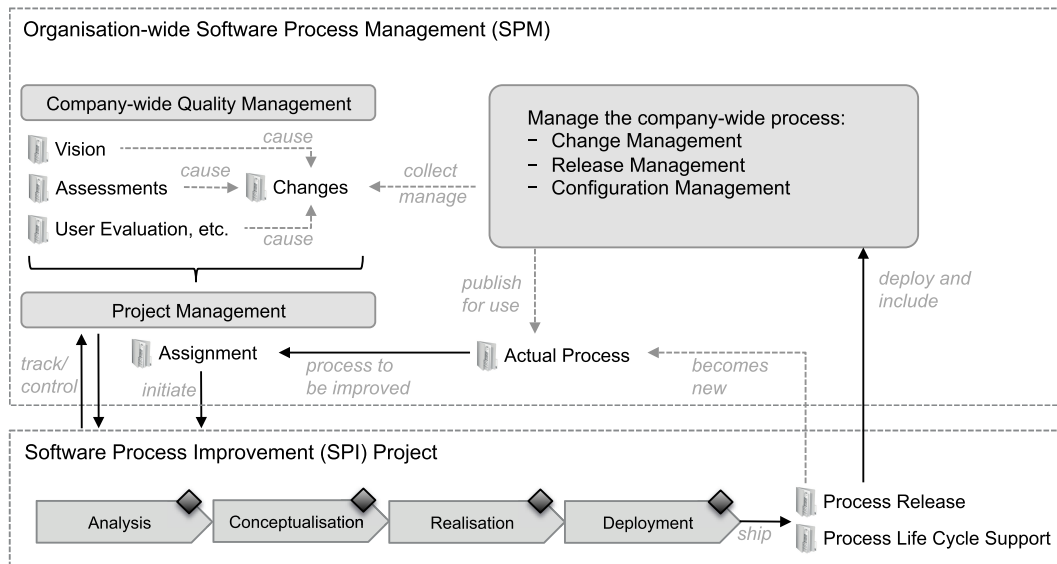 Organisation-wide Software Process Management (SPM)
Company-wide Quality Management
Vision
cause
Assessments
cause
Changes
User Evaluation, etc.
cause
collect
manage
Manage the company-wide process:
– Change Management
– Release Management
– Configuration Management
publish
for use
deploy and
include
Project Management
track/
control
Assignment
initiate
process to
be improved
Actual Process
becomes
new
Software Process Improvement (SPI) Project
Analysis
Conceptualisation
Realisation
Deployment
ship
Process Release
Process Life Cycle Support